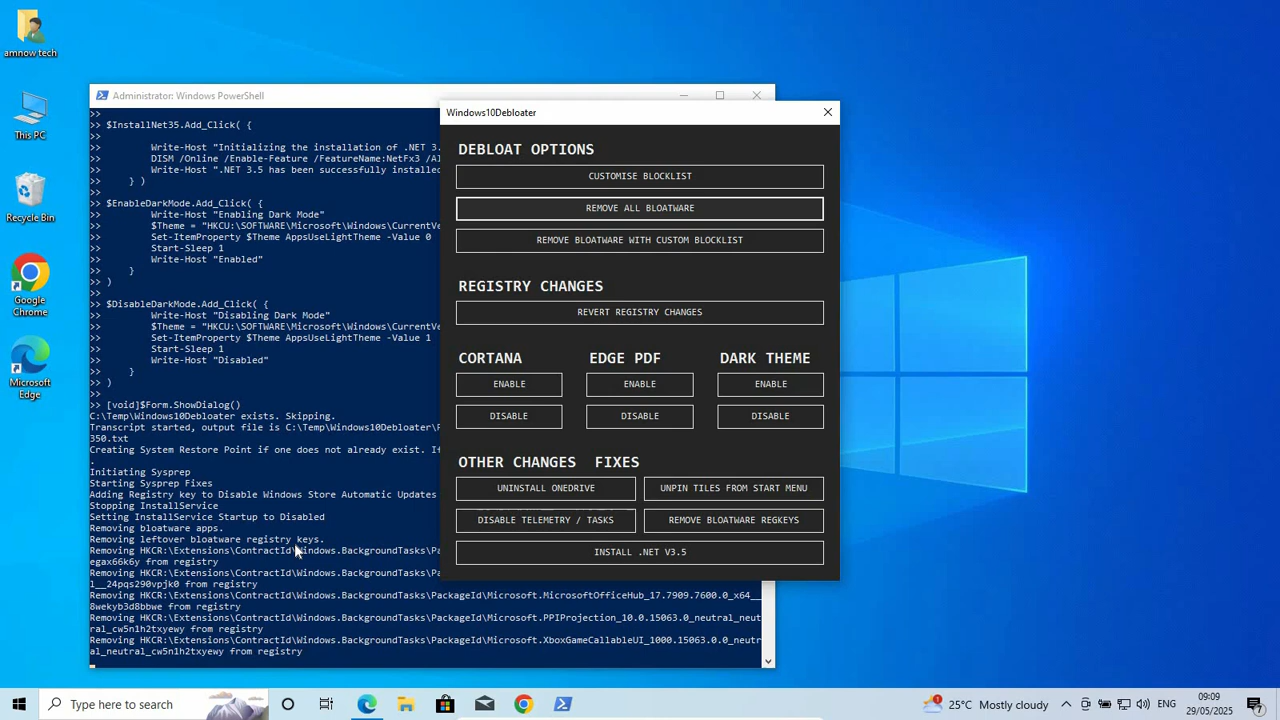 amnow tech
This PC
Recycle Bin
Google
Chrome
Microsoft
Edge
Administrator: Windows PowerShell
>>
>> $InstallNet35.Add_Click( {
>>
>> Write-Host "Initializing the installation of .NET 3.
>> DISM /Online /Enable-Feature /FeatureName:NetFx3 /Al
>> Write-Host ".NET 3.5 has been successfully installed
>> } )
>>
>> $EnableDarkMode.Add_Click( {
>> Write-Host "Enabling Dark Mode"
>> $Theme = "HKCU:\SOFTWARE\Microsoft\Windows\CurrentVe
>> Set-ItemProperty $Theme AppsUseLightTheme -Value 0
>> Start-Sleep 1
>> Write-Host "Enabled"
>> }
>> )
>>
>> $DisableDarkMode.Add_Click( {
>> Write-Host "Disabling Dark Mode"
>> $Theme = "HKCU:\SOFTWARE\Microsoft\Windows\CurrentVe
>> Set-ItemProperty $Theme AppsUseLightTheme -Value 1
>> Start-Sleep 1
>> Write-Host "Disabled"
>> }
>> )
>>
>> [void]$Form.ShowDialog()
C:\Temp\Windows10Debloater exists. Skipping.
Transcript started, output file is C:\Temp\Windows10Debloater\P
350.txt
Creating System Restore Point if one does not already exist. If
.
Initiating Sysprep
Starting Sysprep Fixes
Adding Registry key to Disable Windows Store Automatic Updates
Stopping InstallService
Setting InstallService Startup to Disabled
Removing bloatware apps.
Removing leftover bloatware registry keys.
Removing HKCR:\Extensions\ContractId\Windows.BackgroundTasks\Pa
egax66k6y from registry
Removing HKCR:\Extensions\ContractId\Windows.BackgroundTasks\Pa
l__24pqs290vpjk0 from registry
Removing HKCR:\Extensions\ContractId\Windows.BackgroundTasks\PackageId\Microsoft.MicrosoftOfficeHub_17.7909.7600.0_x64__
8wekyb3d8bbwe from registry
Removing HKCR:\Extensions\ContractId\Windows.BackgroundTasks\PackageId\Microsoft.PPIProjection_10.0.15063.0_neutral_neut
ral_cw5n1h2txyewy from registry
Removing HKCR:\Extensions\ContractId\Windows.BackgroundTasks\PackageId\Microsoft.XboxGameCallableUI_1000.15063.0.0_neutr
al_neutral_cw5n1h2txyewy from registry
Windows10Debloater
DEBLOAT OPTIONS
CUSTOMISE BLOCKLIST
REMOVE ALL BLOATWARE
REMOVE BLOATWARE WITH CUSTOM BLOCKLIST
REGISTRY CHANGES
REVERT REGISTRY CHANGES
CORTANA EDGE PDF DARK THEME
ENABLE ENABLE ENABLE
DISABLE DISABLE DISABLE
OTHER CHANGES FIXES
UNINSTALL ONEDRIVE UNPIN TILES FROM START MENU
DISABLE TELEMETRY / TASKS REMOVE BLOATWARE REGKEYS
INSTALL .NET V3.5
Type here to search
25°C Mostly cloudy
ENG
09:09
29/05/2025
7